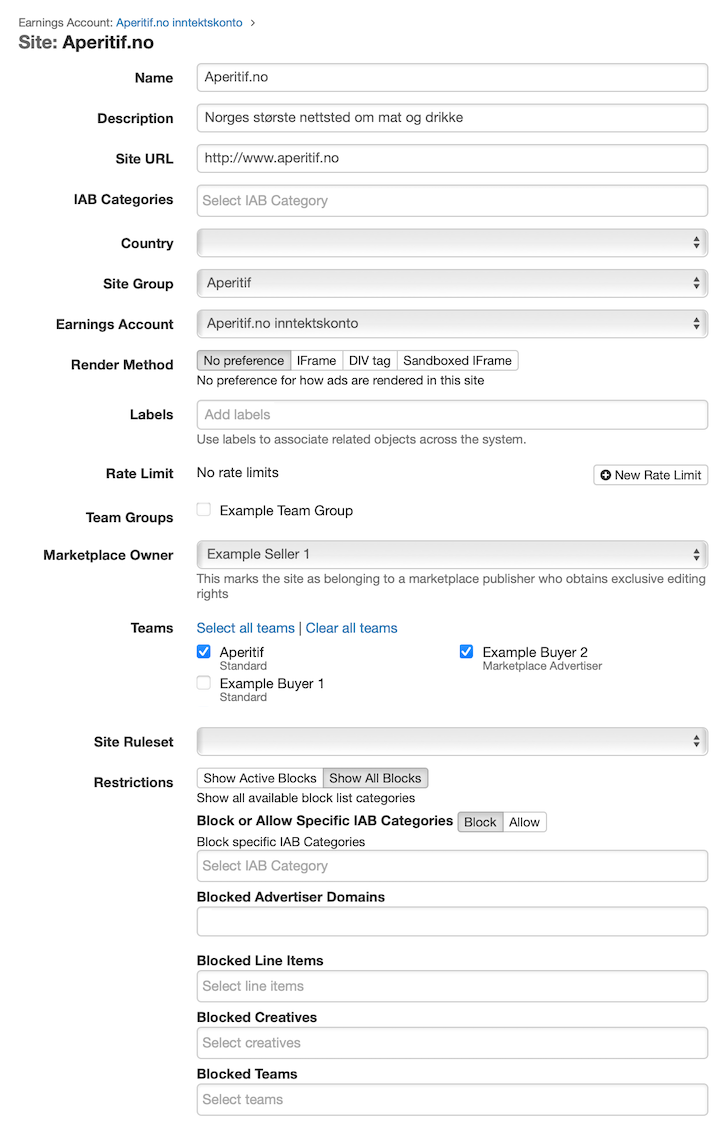 Earnings Account: Aperitif.no inntektskonto ›
Site: Aperitif.no
Name Aperitif.no
Description Norges største nettsted om mat og drikke
Site URL http://www.aperitif.no
IAB Categories Select IAB Category
Country
Site Group Aperitif
Earnings Account Aperitif.no inntektskonto
Render Method No preference IFrame DIV tag Sandboxed IFrame
No preference for how ads are rendered in this site
Labels Add labels
Use labels to associate related objects across the system.
Rate Limit No rate limits New Rate Limit
Team Groups Example Team Group
Marketplace Owner Example Seller 1
This marks the site as belonging to a marketplace publisher who obtains exclusive editing
rights
Teams Select all teams | Clear all teams
Aperitif Example Buyer 2
Standard Marketplace Advertiser
Example Buyer 1
Standard
Site Ruleset
Restrictions Show Active Blocks Show All Blocks
Show all available block list categories
Block or Allow Specific IAB Categories Block Allow
Block specific IAB Categories
Select IAB Category
Blocked Advertiser Domains
Blocked Line Items
Select line items
Blocked Creatives
Select creatives
Blocked Teams
Select teams